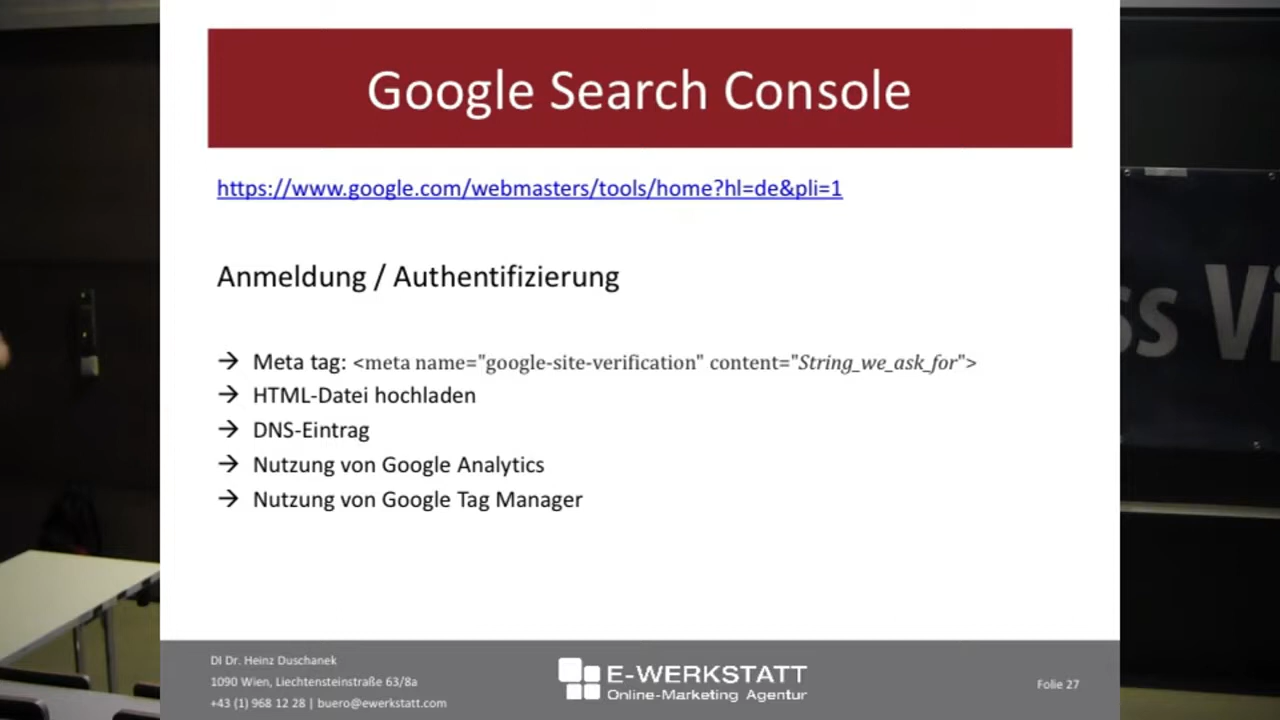 Google Search Console
https://www.google.com/webmasters/tools/home?hl=de&pli=1
Anmeldung / Authentifizierung
→ Meta tag: <meta name="google-site-verification" content="String_we_ask_for">
→ HTML-Datei hochladen
→ DNS-Eintrag
→ Nutzung von Google Analytics
→ Nutzung von Google Tag Manager
DI Dr. Heinz Duschanek
1090 Wien, Liechtensteinstraße 63/8a
+43 (1) 968 12 28 | buero@ewerkstatt.com
E-WERKSTATT
Online-Marketing Agentur
Folie 27